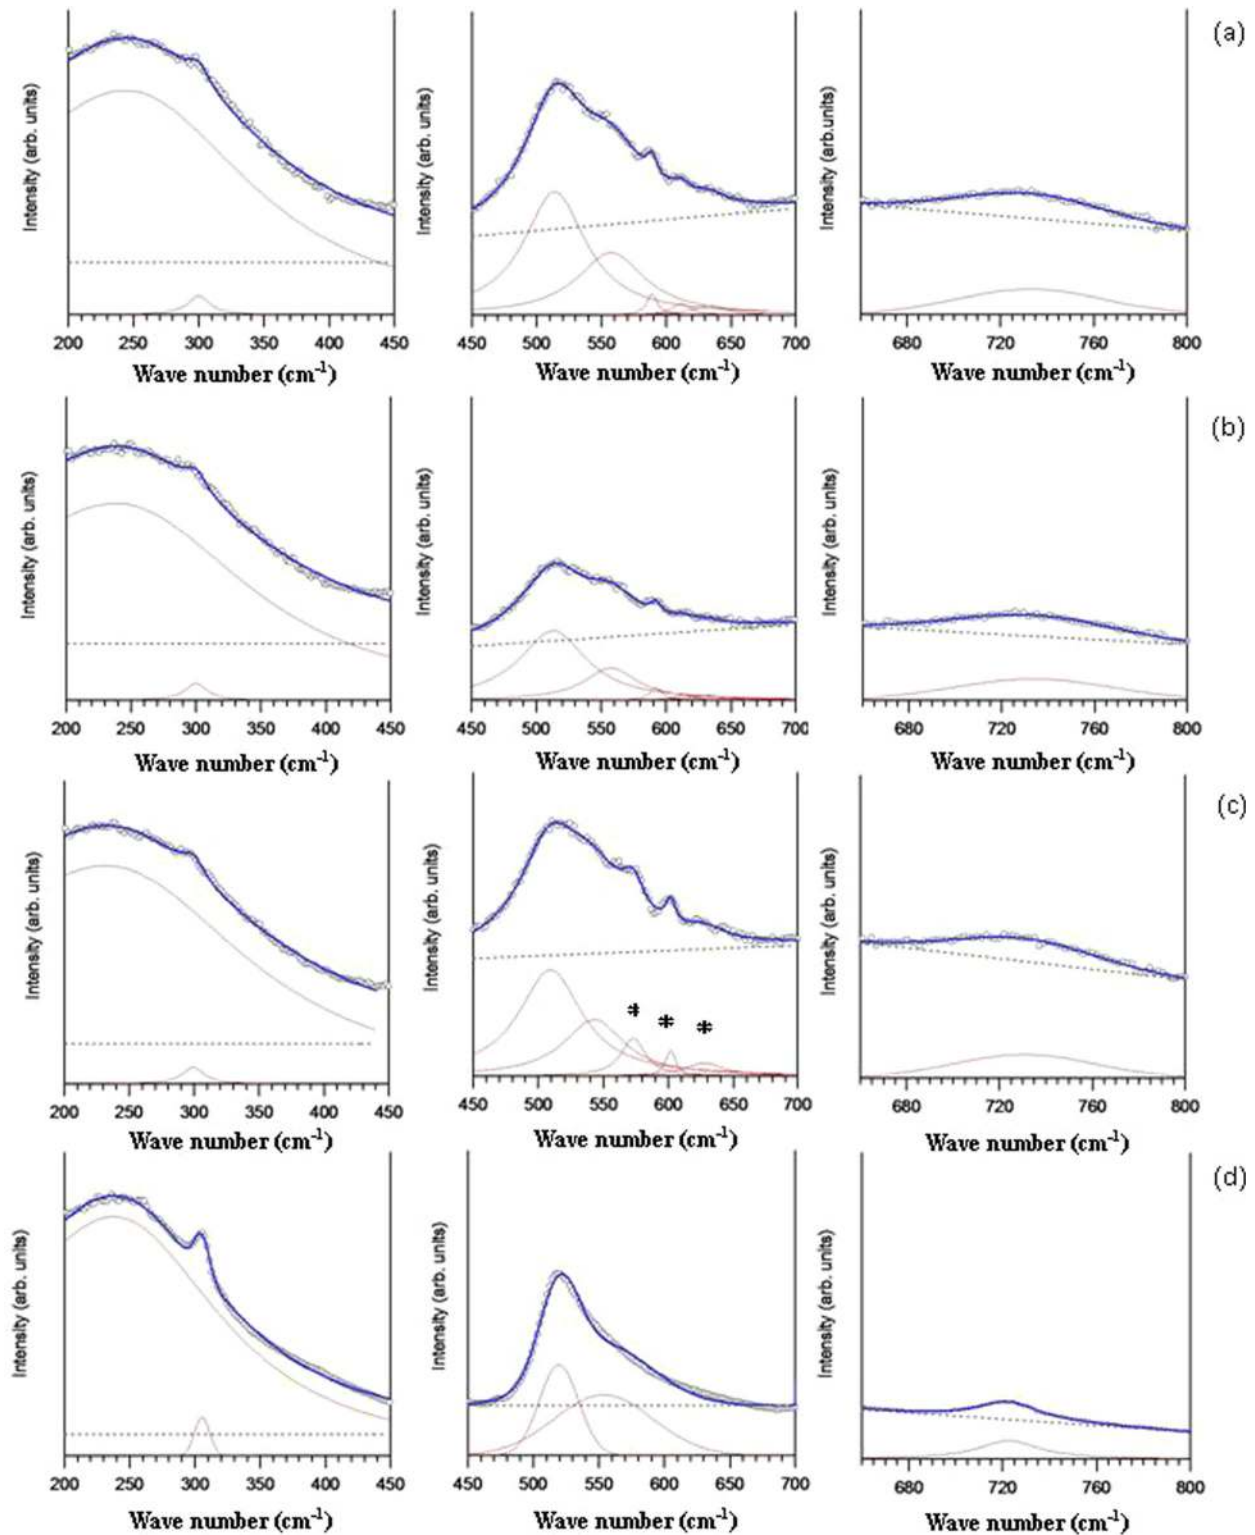 (a)
Intensity (arb. units)
Intensity (arb. units)
Intensity (arb.units)
200 250 300 350 400 450
450 500 550 600 650 700
680 720 760 800
Wave number (cm-1)
Wave number (cm-1)
Wave number (cm-1)
(b)
Intensity (arb. units)
Intensity (arb. units)
Intensity (arb. units)
200 250 300 350 400 450
450 500 550 600 650 700
680 720 760 800
Wave number (cm-1)
Wave number (cm-1)
Wave number (cm-1)
(c)
Intensity (arb. units)
Intensity (arb. units)
Intensity (arb. units)
* * *
200 250 300 350 400 450
450 500 550 600 650 700
680 720 760 800
Wave number (cm-1)
Wave number (cm-1)
Wave number (cm-1)
(d)
Intensity (arb. units)
Intensity (arb. units)
Intensity (arb. units)
200 250 300 350 400 450
450 500 550 600 650 700
680 720 760 800
Wave number (cm-1)
Wave number (cm-1)
Wave number (cm-1)